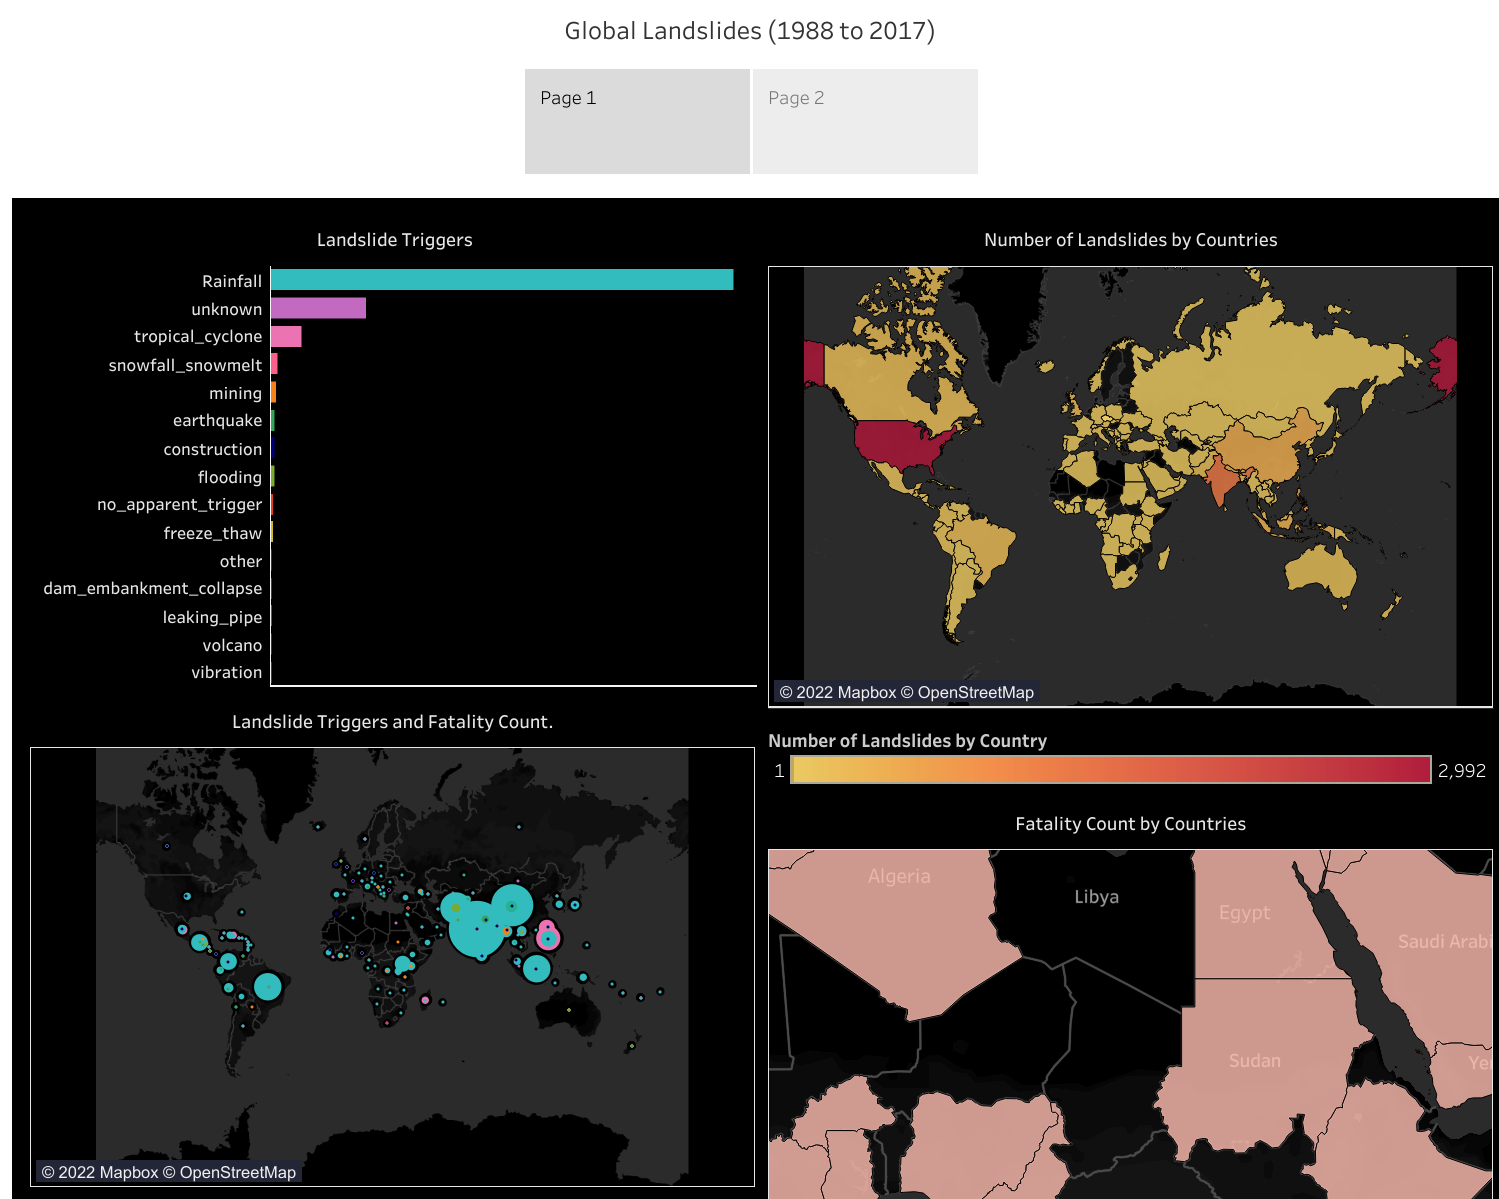 Global Landslides (1988 to 2017)
Page 1
Page 2
Landslide Triggers
Rainfall
unknown
tropical_cyclone
snowfall_snowmelt
mining
earthquake
construction
flooding
no_apparent_trigger
freeze_thaw
other
dam_embankment_collapse
leaking_pipe
volcano
vibration
Number of Landslides by Countries
© 2022 Mapbox © OpenStreetMap
Number of Landslides by Country
1
2,992
Landslide Triggers and Fatality Count.
© 2022 Mapbox © OpenStreetMap
Fatality Count by Countries
Algeria
Libya
Egypt
Saudi Arabi
Sudan
Ye